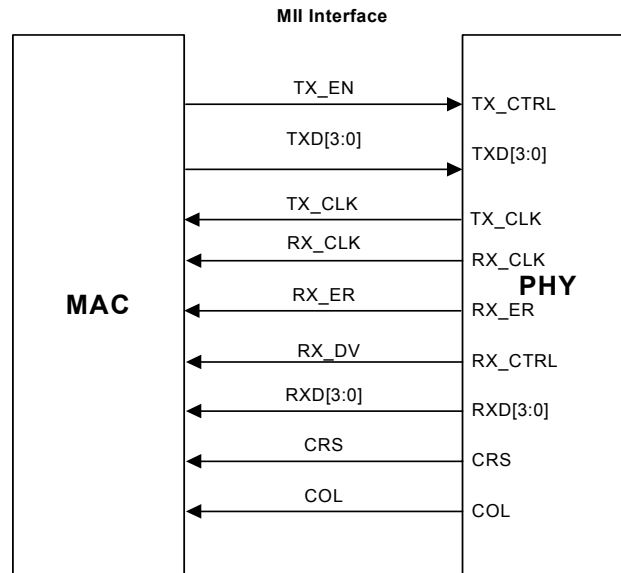 MII Interface
TX_EN
TX_CTRL
TXD[3:0]
TXD[3:0]
TX_CLK
TX_CLK
RX_CLK
RX_CLK
MAC
PHY
RX_ER
RX_ER
RX_DV
RX_CTRL
RXD[3:0]
RXD[3:0]
CRS
CRS
COL
COL